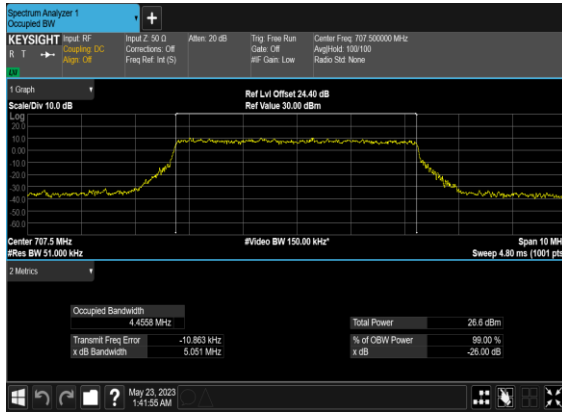 Spectrum Analyzer 1
Occupied BW
KEYSIGHT
R T
LXI
Input: RF
Coupling: DC
Align: Off
Input Z: 50 Ω
Corrections: Off
Freq Ref: Int (S)
Atten: 20 dB
Trig: Free Run
Gate: Off
#IF Gain: Low
Center Freq: 707.500000 MHz
Avg|Hold: 100/100
Radio Std: None
1 Graph
Scale/Div 10.0 dB
Ref Lvl Offset 24.40 dB
Ref Value 30.00 dBm
Log
20.0
10.0
0.00
-10.0
-20.0
-30.0
-40.0
-50.0
-60.0
Center 707.5 MHz
#Video BW 150.00 kHz*
Span 10 MH
#Res BW 51.000 kHz
Sweep 4.80 ms (1001 pts
2 Metrics
Occupied Bandwidth
4.4558 MHz
Total Power 26.6 dBm
Transmit Freq Error -10.863 kHz
% of OBW Power 99.00 %
x dB Bandwidth 5.051 MHz
x dB -26.00 dB
?
May 23, 2023
1:41:55 AM